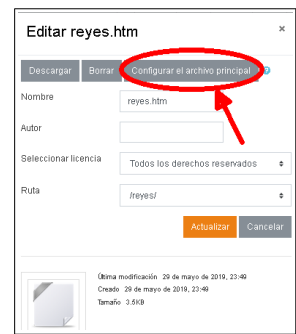 Editar reyes.htm ×
Descargar Borrar Configurar el archivo principal ?
Nombre reyes.htm
Autor
Seleccionar licencia Todos los derechos reservados
Ruta /reyes/
Actualizar Cancelar
Última modificación 29 de mayo de 2019, 23:49
Creado 29 de mayo de 2019, 23:49
Tamaño 3.5KB